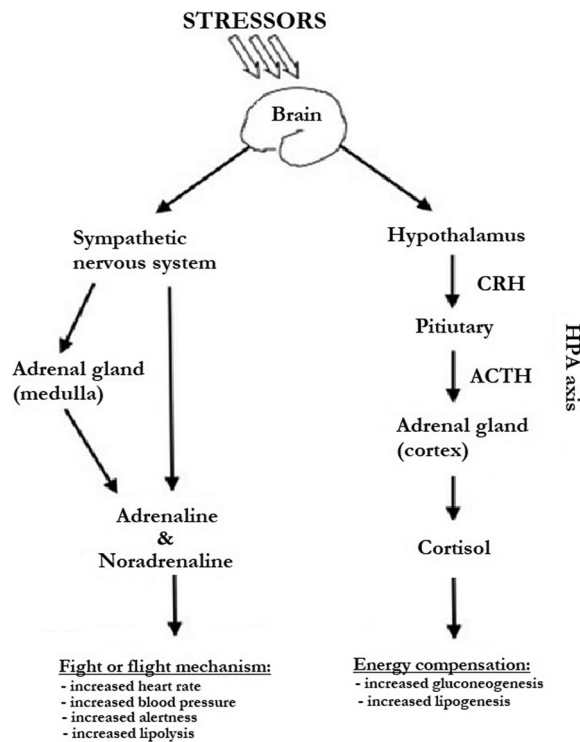 STRESSORS
Brain
Sympathetic
nervous system
Adrenal gland
(medulla)
Adrenaline
&
Noradrenaline
Fight or flight mechanism:
- increased heart rate
- increased blood pressure
- increased alertness
- increased lipolysis
Hypothalamus
CRH
Pitiutary
ACTH
Adrenal gland
(cortex)
Cortisol
Energy compensation:
- increased gluconeogenesis
- increased lipogenesis
HPA axis